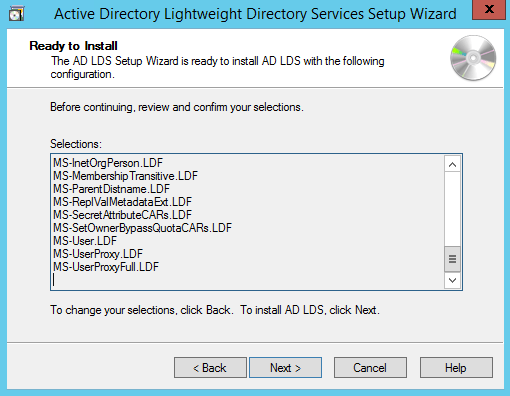 Active Directory Lightweight Directory Services Setup Wizard
x
Ready to Install
The AD LDS Setup Wizard is ready to install AD LDS with the following
configuration.
Before continuing, review and confirm your selections.
Selections:
MS-InetOrgPerson.LDF
MS-MembershipTransitive.LDF
MS-ParentDistname.LDF
MS-ReplValMetadataExt.LDF
MS-SecretAttributeCARs.LDF
MS-SetOwnerBypassQuotaCARs.LDF
MS-User.LDF
MS-UserProxy.LDF
MS-UserProxyFull.LDF
To change your selections, click Back.  To install AD LDS, click Next.
< Back
Next >
Cancel
Help